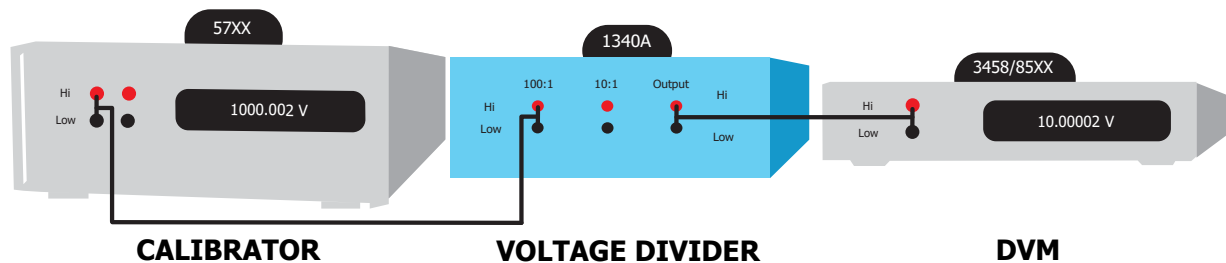 57XX
Hi
Low
1000.002 V
CALIBRATOR
1340A
100:1 10:1 Output
Hi Hi
Low Low
VOLTAGE DIVIDER
3458/85XX
Hi
Low
10.00002 V
DVM